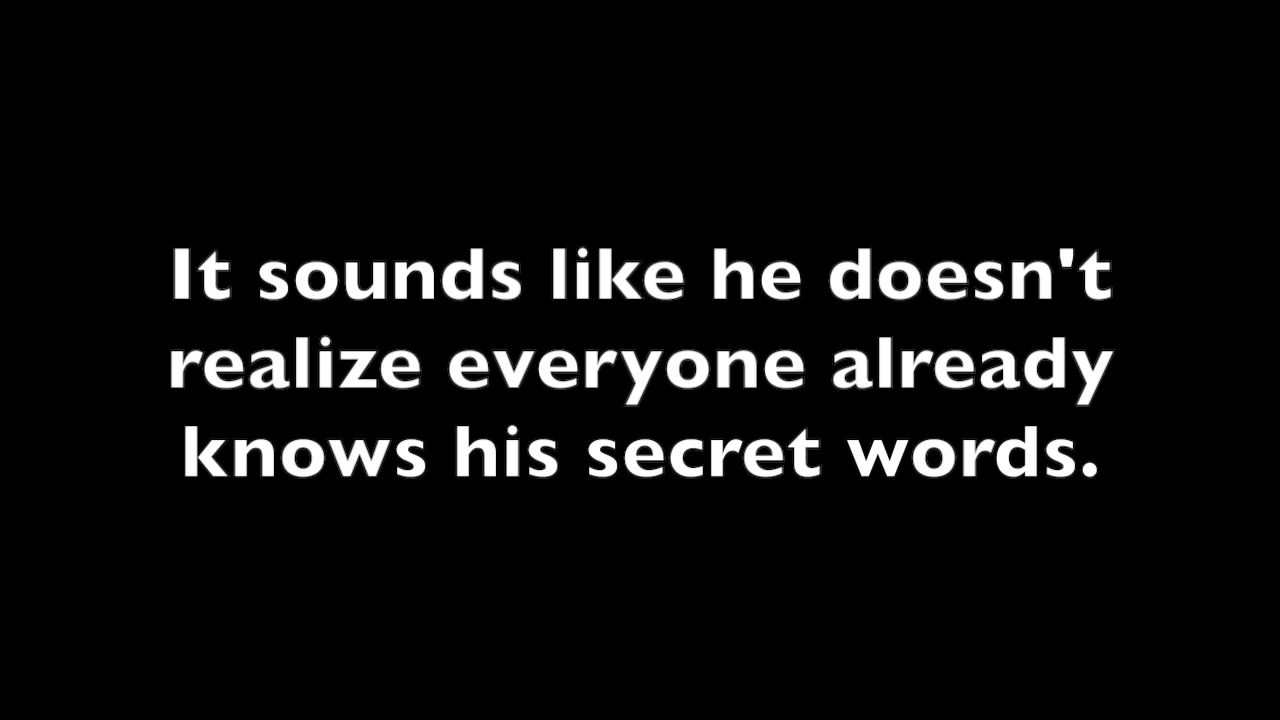 It sounds like he doesn't
realize everyone already
knows his secret words.